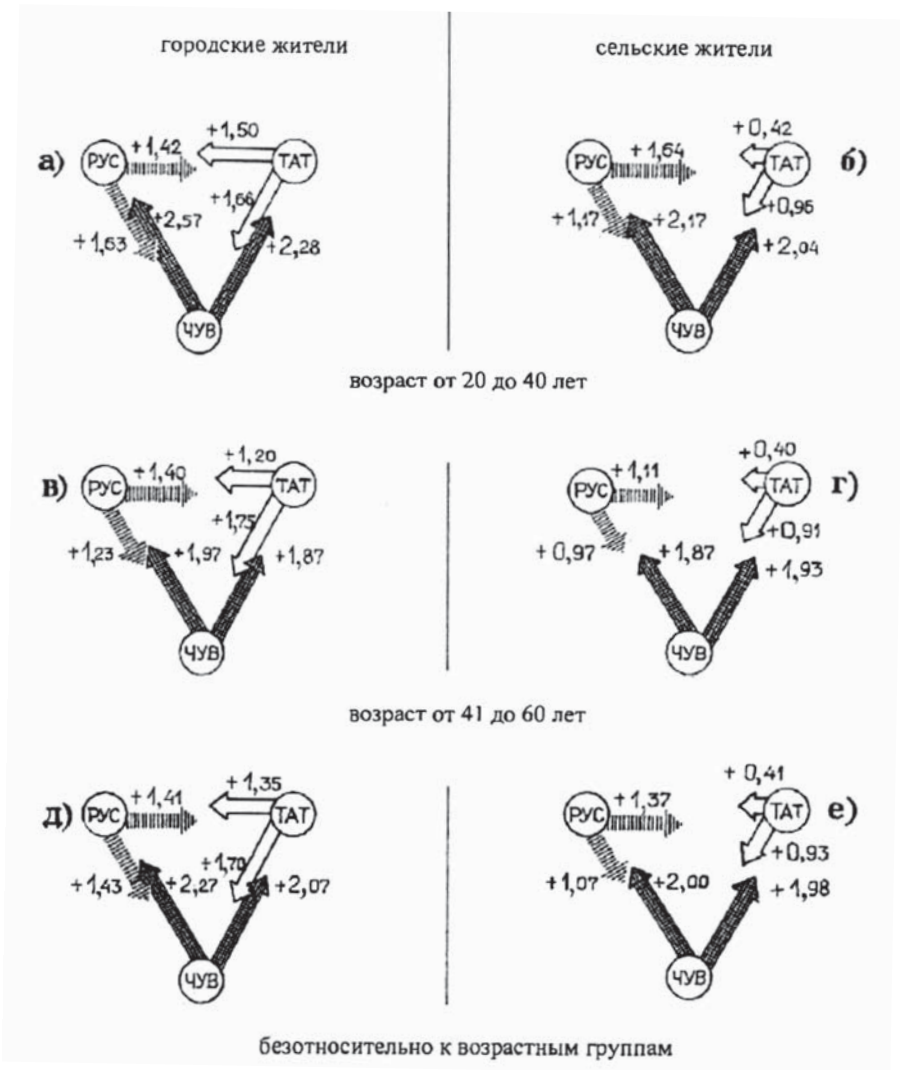 городские жители
сельские жители
а)
РУС
+1,42
+1,50
ТАТ
+1,66
+2,57
+1,63
+2,28
ЧУВ
б)
РУС
+1,64
+0,42
ТАТ
+0,95
+1,17
+2,17
+2,04
ЧУВ
возраст от 20 до 40 лет
в)
РУС
+1,40
+1,20
ТАТ
+1,75
+1,23
+1,97
+1,87
ЧУВ
г)
РУС
+1,11
+0,40
ТАТ
+0,91
+0,97
+1,87
+1,93
ЧУВ
возраст от 41 до 60 лет
д)
РУС
+1,41
+1,35
ТАТ
+1,70
+1,43
+2,27
+2,07
ЧУВ
е)
РУС
+1,37
+0,41
ТАТ
+0,93
+1,07
+2,00
+1,98
ЧУВ
безотносительно к возрастным группам